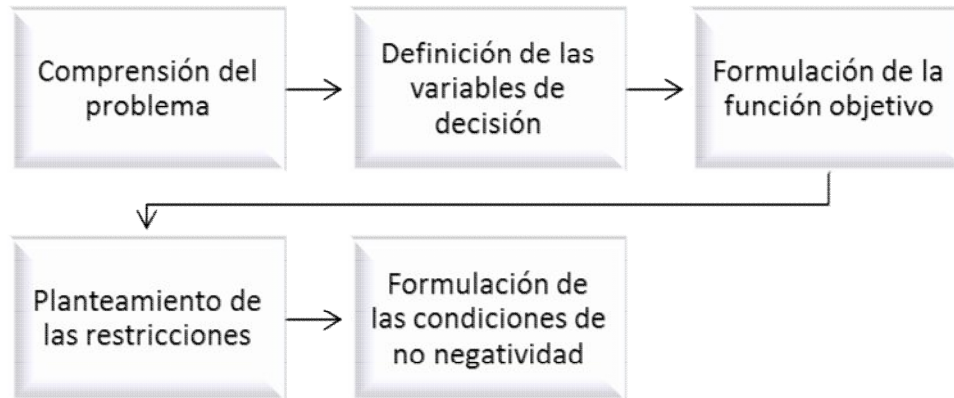 Comprensión del
problema
Definición de las
variables de
decisión
Formulación de la
función objetivo
Planteamiento de
las restricciones
Formulación de
las condiciones de
no negatividad